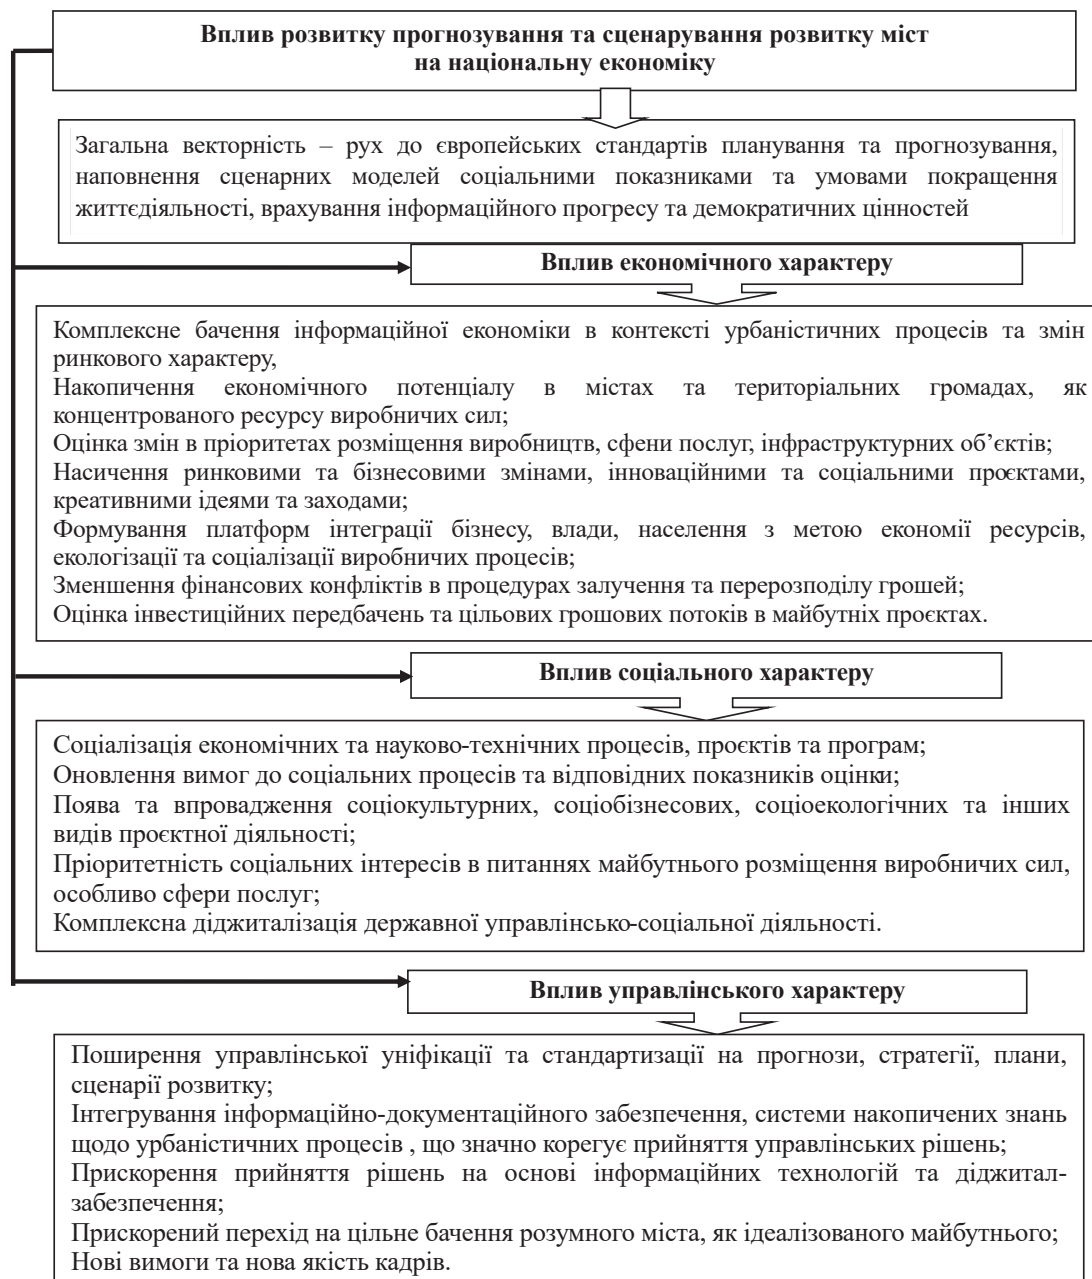 Вплив розвитку прогнозування та сценарування розвитку міст
на національну економіку
Загальна векторність – рух до європейських стандартів планування та прогнозування,
наповнення сценарних моделей соціальними показниками та умовами покращення
життєдіяльності, врахування інформаційного прогресу та демократичних цінностей
Вплив економічного характеру
Комплексне бачення інформаційної економіки в контексті урбаністичних процесів та змін
ринкового характеру,
Накопичення економічного потенціалу в містах та територіальних громадах, як
концентрованого ресурсу виробничих сил;
Оцінка змін в пріоритетах розміщення виробництв, сфени послуг, інфраструктурних об’єктів;
Насичення ринковими та бізнесовими змінами, інноваційними та соціальними проєктами,
креативними ідеями та заходами;
Формування платформ інтеграції бізнесу, влади, населення з метою економії ресурсів,
екологізації та соціалізації виробничих процесів;
Зменшення фінансових конфліктів в процедурах залучення та перерозподілу грошей;
Оцінка інвестиційних передбачень та цільових грошових потоків в майбутніх проєктах.
Вплив соціального характеру
Соціалізація економічних та науково-технічних процесів, проєктів та програм;
Оновлення вимог до соціальних процесів та відповідних показників оцінки;
Поява та впровадження соціокультурних, соціобізнесових, соціоекологічних та інших
видів проєктної діяльності;
Пріоритетність соціальних інтересів в питаннях майбутнього розміщення виробничих сил,
особливо сфери послуг;
Комплексна діджиталізація державної управлінсько-соціальної діяльності.
Вплив управлінського характеру
Поширення управлінської уніфікації та стандартизації на прогнози, стратегії, плани,
сценарії розвитку;
Інтегрування інформаційно-документаційного забезпечення, системи накопичених знань
щодо урбаністичних процесів , що значно корегує прийняття управлінських рішень;
Прискорення прийняття рішень на основі інформаційних технологій та діджитал-
забезпечення;
Прискорений перехід на цільне бачення розумного міста, як ідеалізованого майбутнього;
Нові вимоги та нова якість кадрів.